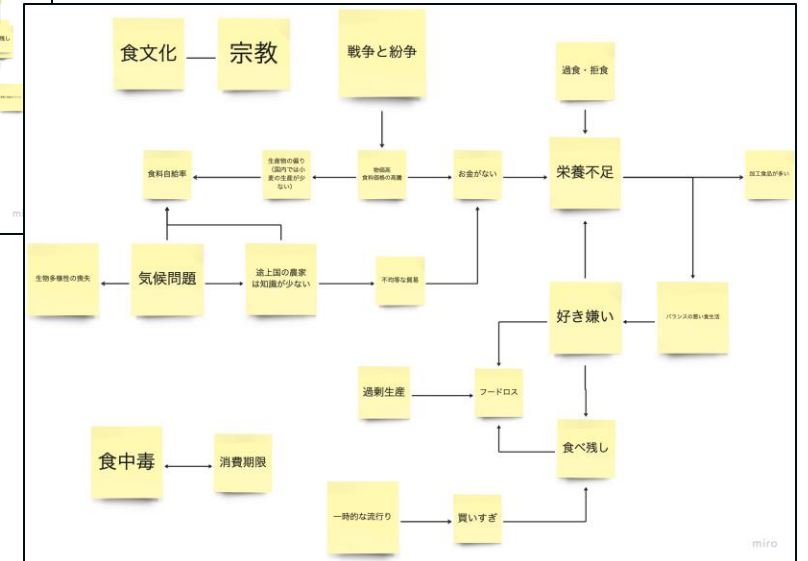 食文化
宗教
戦争と紛争
過食・拒食
食料自給率
生産物の偏り
(国内では小
麦の生産が少
ない)
物価高
食料価格の高騰
お金がない
栄養不足
加工食品が多い
生物多様性の損失
気候問題
途上国の農家
は知識が少ない
不均等な貿易
好き嫌い
バランスの悪い食生活
過剰生産
フードロス
食中毒
消費期限
食べ残し
一時的な流行り
買いすぎ
miro